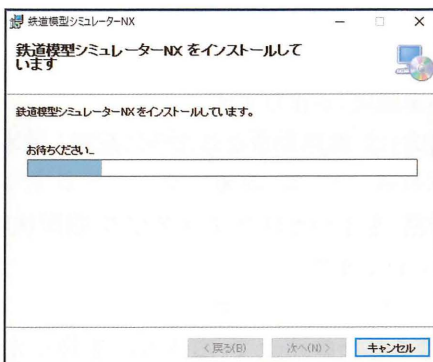 鉄道模型シミュレーターNX
鉄道模型シミュレーターNX をインストールして
います
鉄道模型シミュレーターNX をインストールしています。
お待ちください...
< 戻る(B)
次へ(N) >
キャンセル